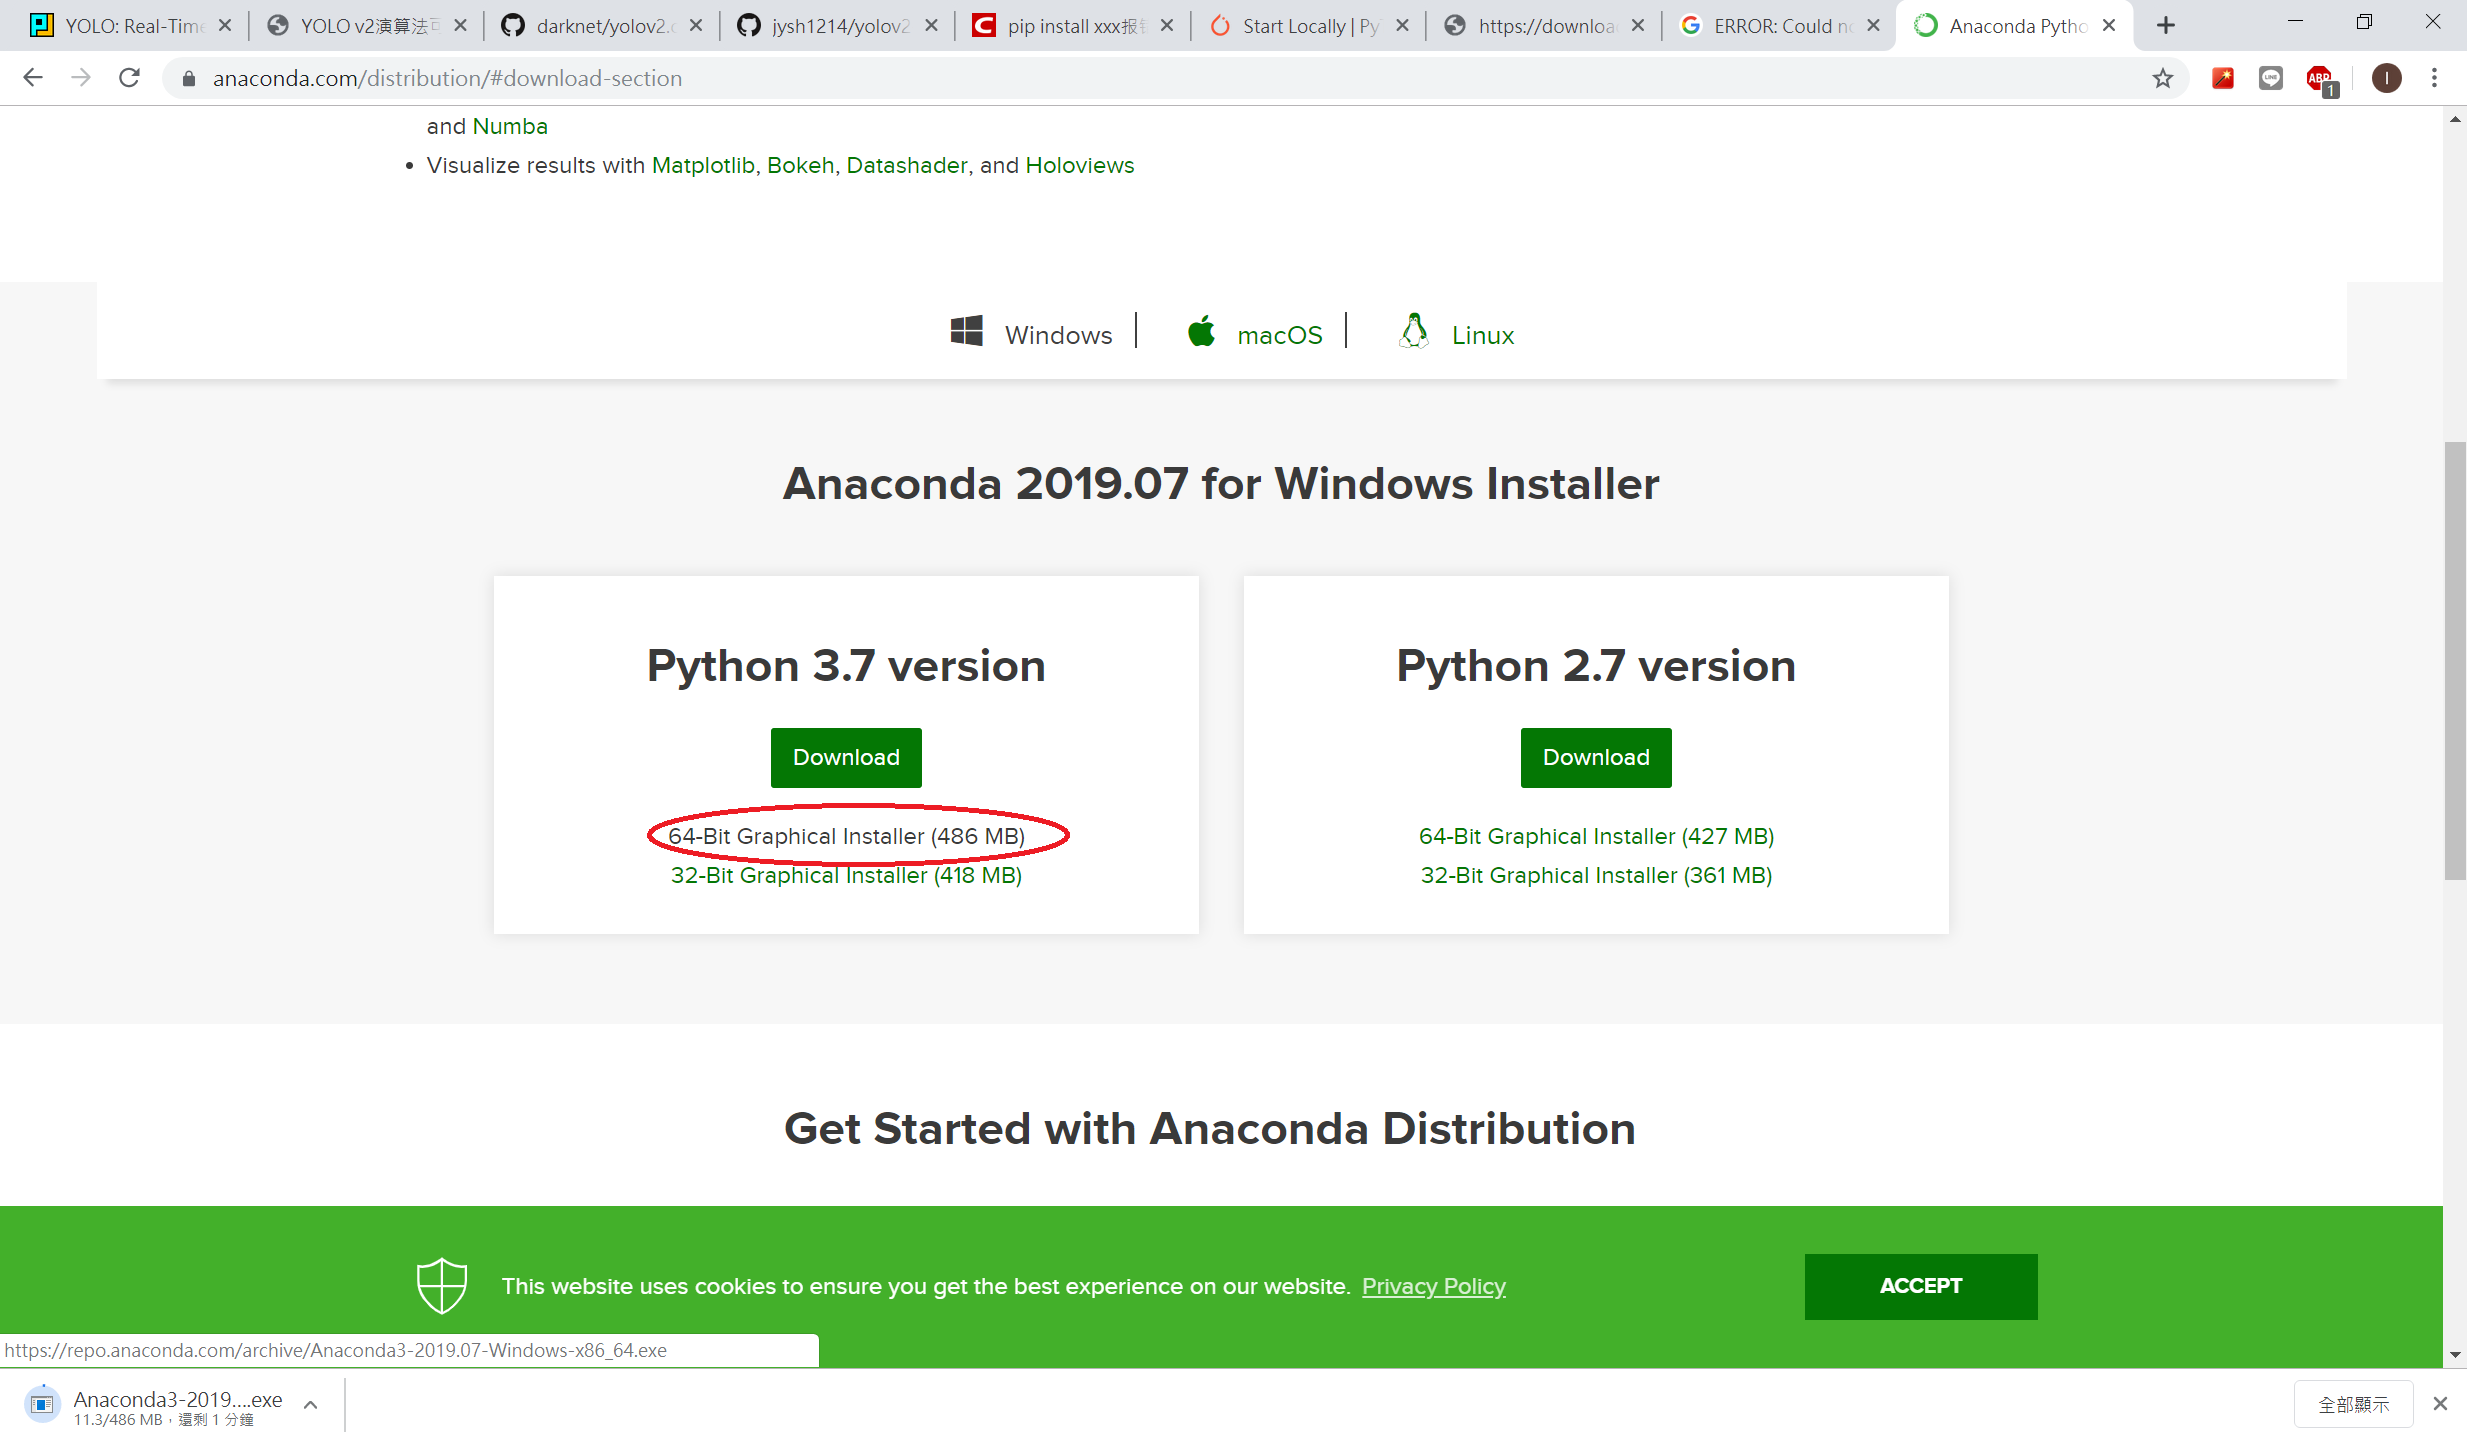 YOLO: Real-Time
YOLO v2演算法
darknet/yolov2.c
jysh1214/yolov2
pip install xxx报
Start Locally | Py
https://downloa
ERROR: Could no
Anaconda Pytho
anaconda.com/distribution/#download-section
ABP
1
I
LINE
and Numba
Visualize results with Matplotlib, Bokeh, Datashader, and Holoviews
Windows
macOS
Linux
Anaconda 2019.07 for Windows Installer
Python 3.7 version
Download
64-Bit Graphical Installer (486 MB)
32-Bit Graphical Installer (418 MB)
Python 2.7 version
Download
64-Bit Graphical Installer (427 MB)
32-Bit Graphical Installer (361 MB)
Get Started with Anaconda Distribution
This website uses cookies to ensure you get the best experience on our website. Privacy Policy
ACCEPT
https://repo.anaconda.com/archive/Anaconda3-2019.07-Windows-x86_64.exe
Anaconda3-2019....exe
11.3/486 MB，還剩 1 分鐘
全部顯示